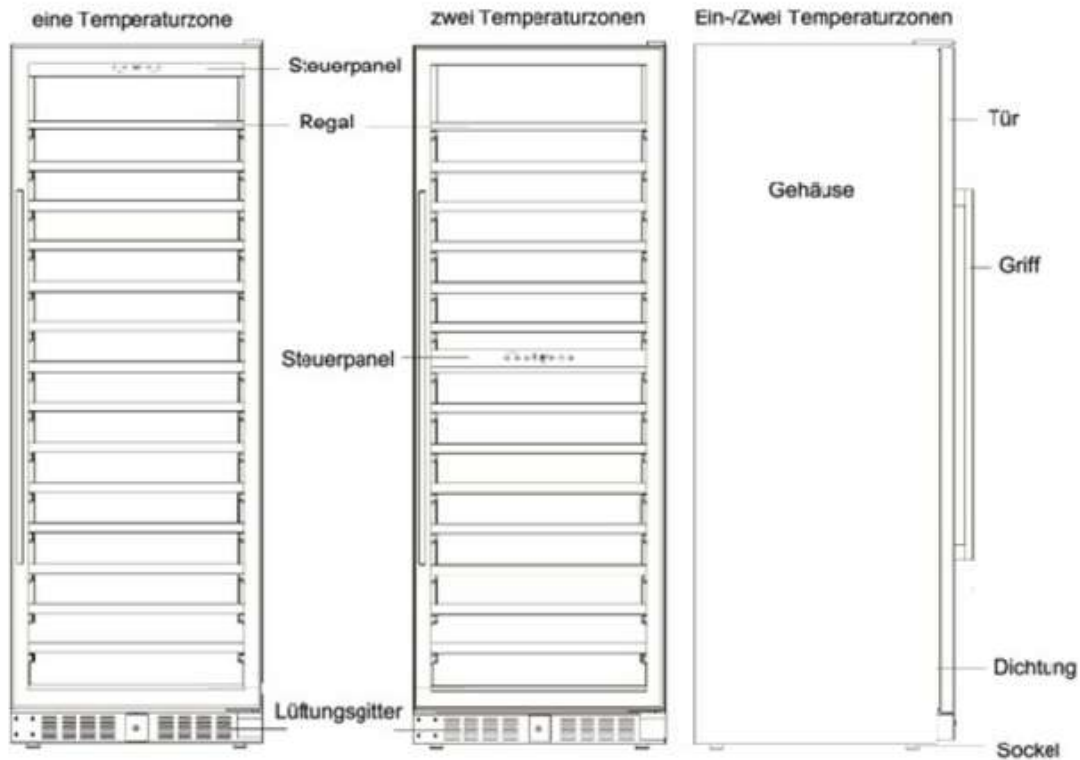 eine Temperaturzone
zwei Temperaturzonen
Ein-/Zwei Temperaturzonen
Steuerpanel
Regal
Tür
Gehäuse
Griff
Steuerpanel
Dichtung
Lüftungsgitter
Sockel